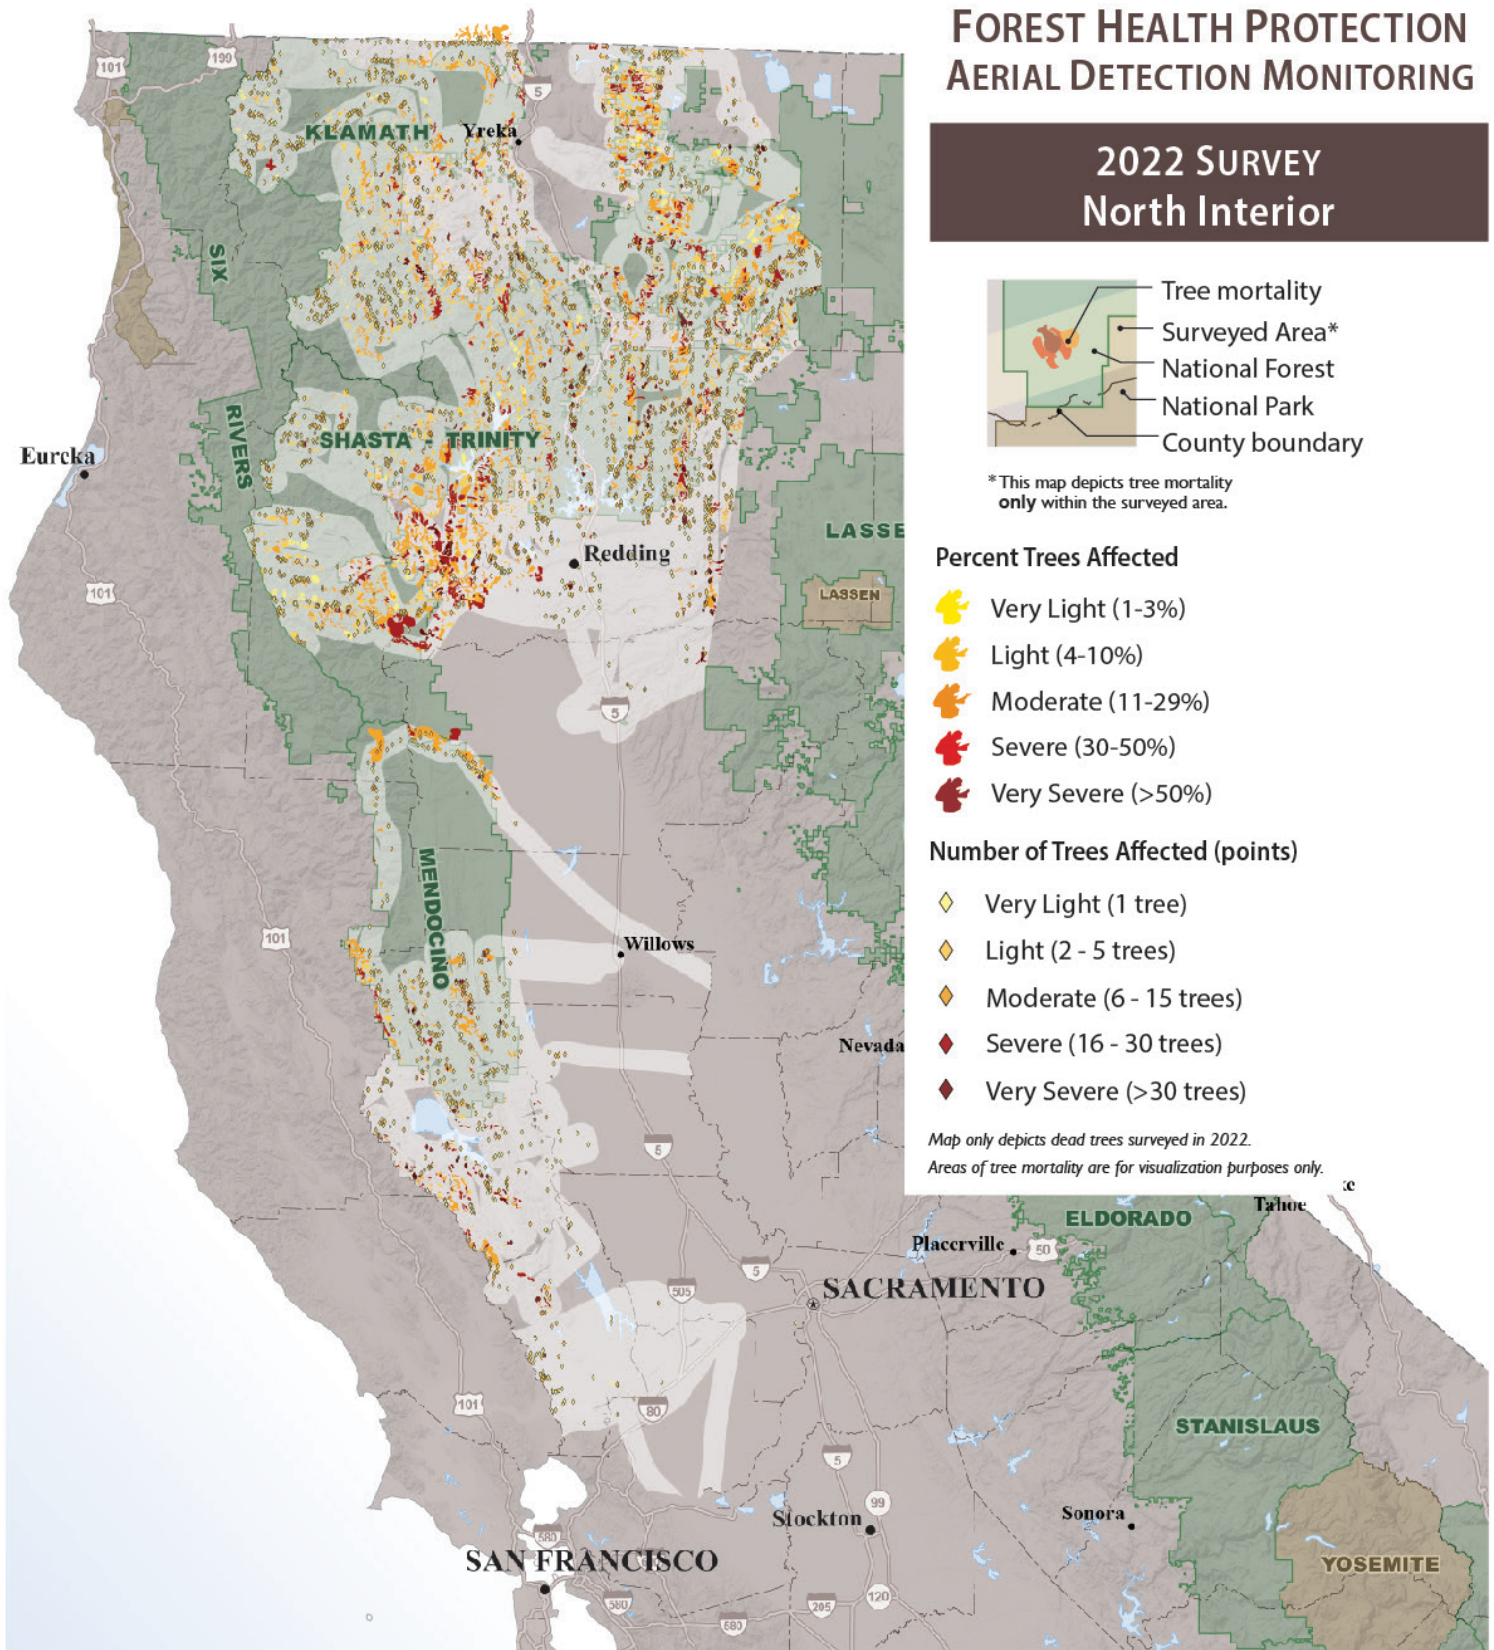 FOREST HEALTH PROTECTION
AERIAL DETECTION MONITORING
2022 SURVEY
North Interior
Tree mortality
Surveyed Area*
National Forest
National Park
County boundary
*This map depicts tree mortality
only within the surveyed area.
Percent Trees Affected
Very Light (1-3%)
Light (4-10%)
Moderate (11-29%)
Severe (30-50%)
Very Severe (>50%)
Number of Trees Affected (points)
Very Light (1 tree)
Light (2 - 5 trees)
Moderate (6 - 15 trees)
Severe (16 - 30 trees)
Very Severe (>30 trees)
Map only depicts dead trees surveyed in 2022.
Areas of tree mortality are for visualization purposes only.
101
199
5
KLAMATH
Yreka
SIX
RIVERS
SHASTA - TRINITY
Eureka
LASSE
Redding
LASSEN
101
5
MENDOCINO
101
Willows
Nevada
5
Tahoe
ELDORADO
Placerville
50
5
505
SACRAMENTO
101
80
STANISLAUS
5
99
Stockton
Sonora
580
SAN FRANCISCO
YOSEMITE
580
680
205
120